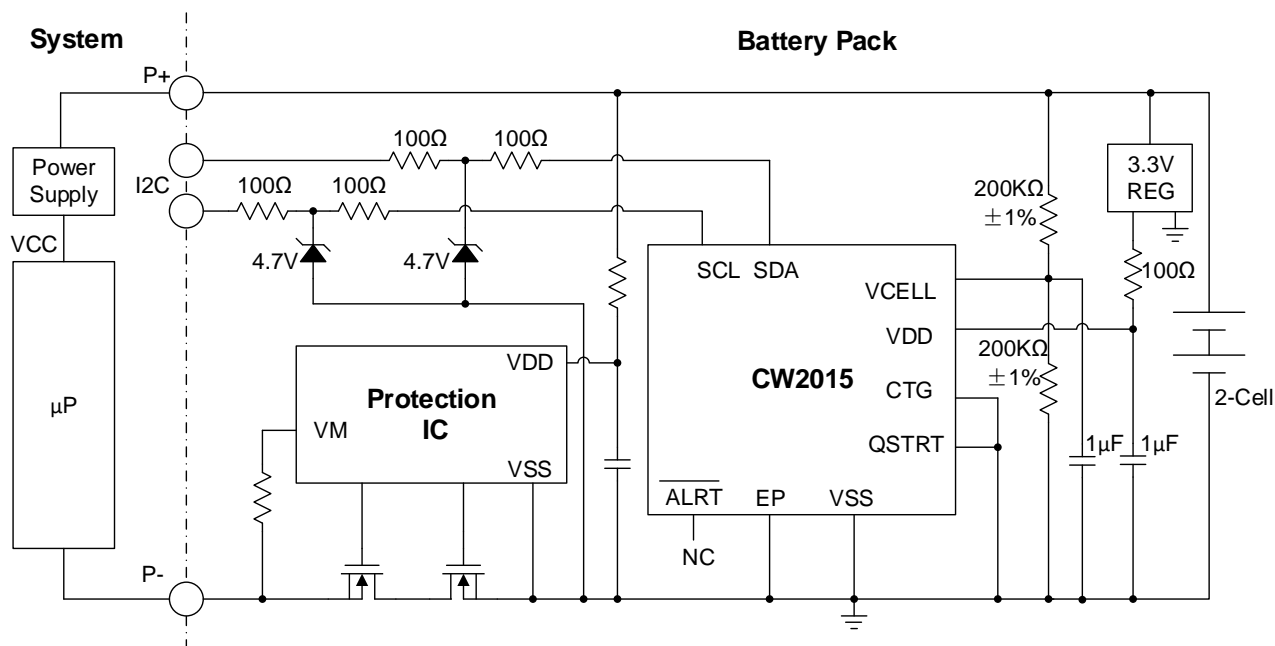 System
Battery Pack
P+
100Ω
100Ω
Power
Supply
I2C
100Ω
100Ω
3.3V
REG
200KΩ
±1%
VCC
4.7V
4.7V
SCL SDA
100Ω
VCELL
VDD
VDD
200KΩ
±1%
CW2015
Protection
IC
CTG
2-Cell
µP
VM
QSTRT
1µF
1µF
VSS
ALRT
EP
VSS
NC
P-